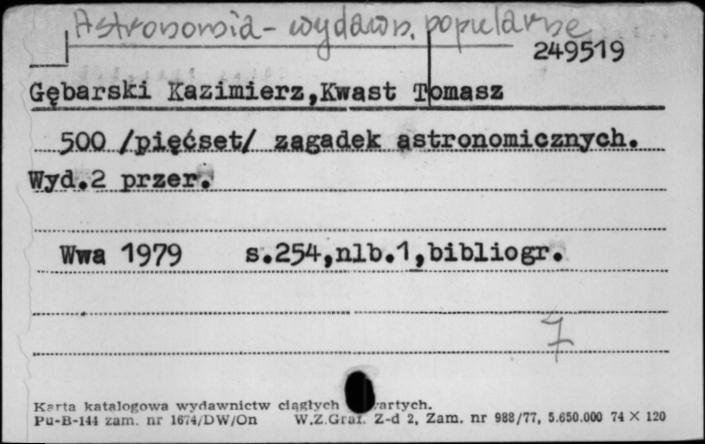 Astronomia - wydawn. popularne
249519
Gębarski Kazimierz,Kwast Tomasz
500 /pięćset/ zagadek astronomicznych.
Wyd.2 przer.
Wwa 1979 s.254,nlb.1,bibliogr.
7
Karta katalogowa wydawnictw ciągłych
Pu-B-144 zam. nr 1674/DW/On W.Z.Graf. Z-d 2, Zam. nr 988/77, 5.650.000 74 X 120